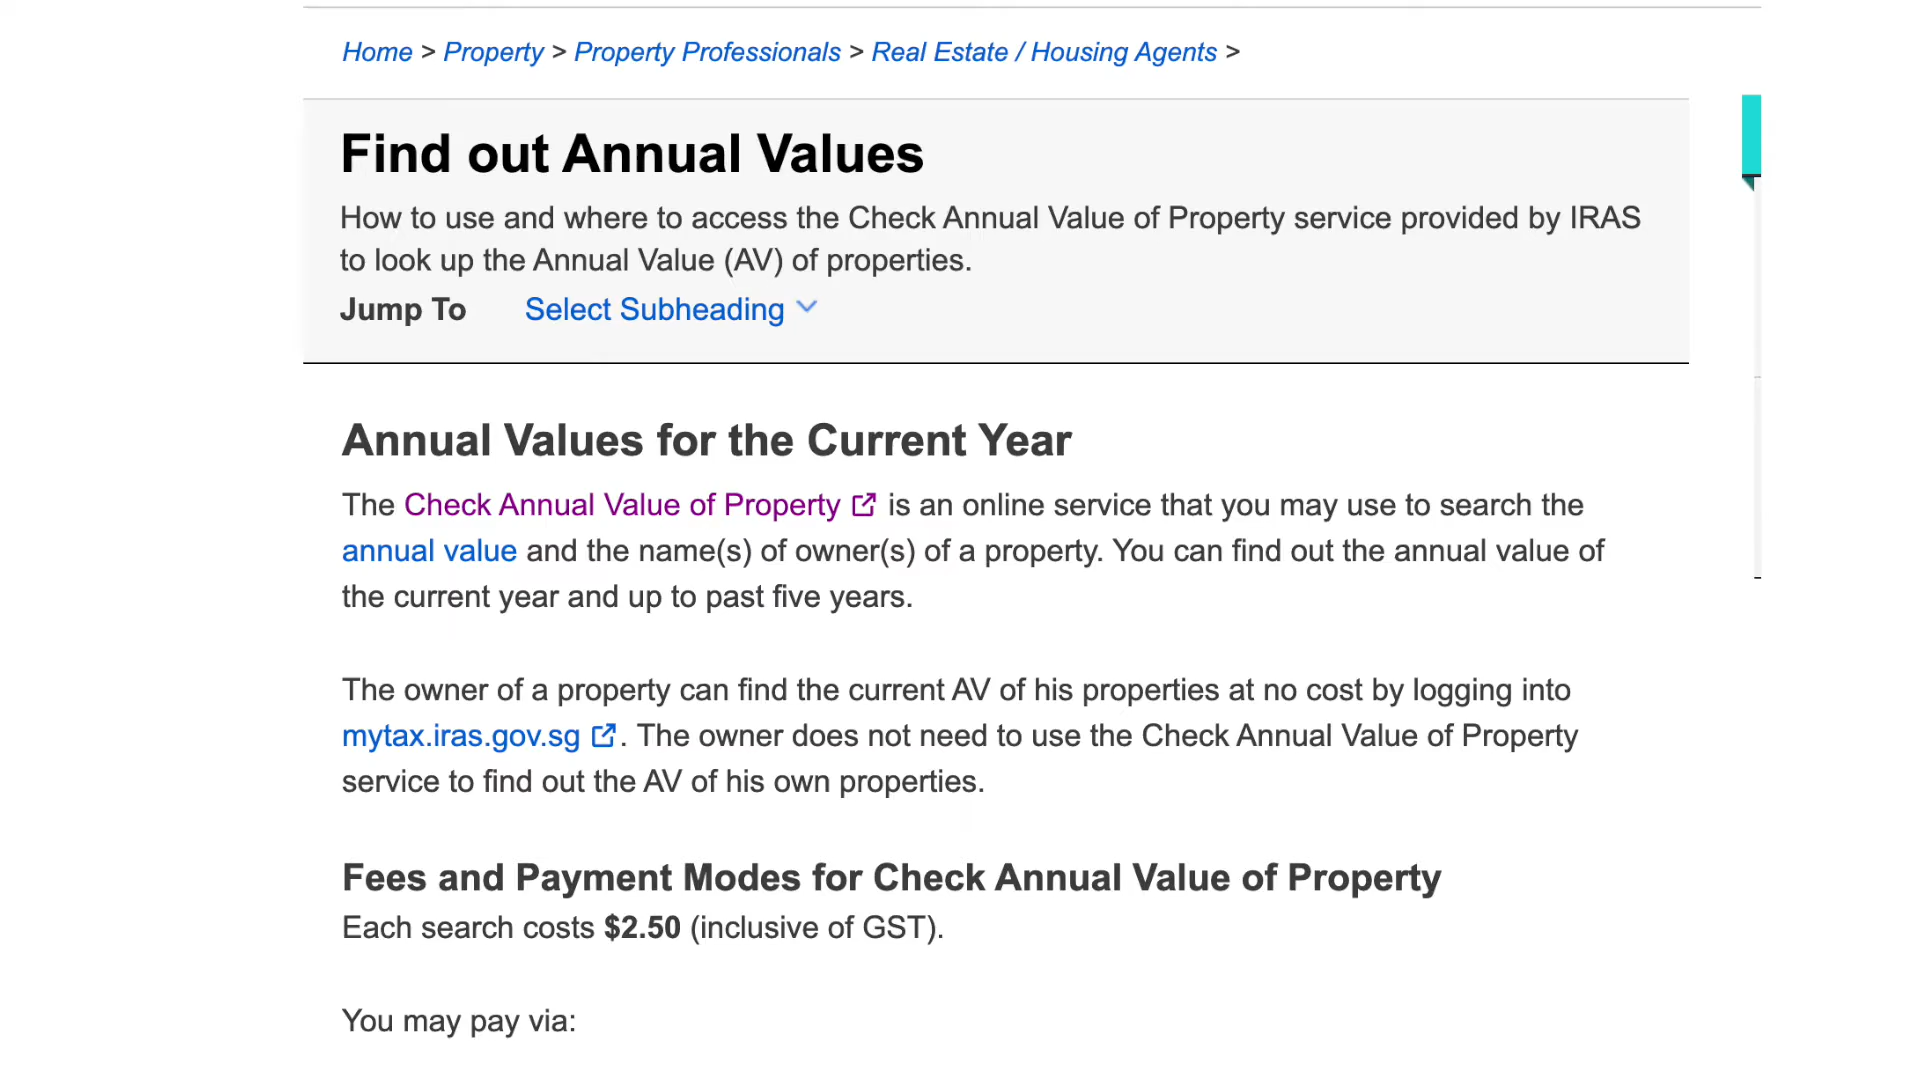 Home > Property > Property Professionals > Real Estate / Housing Agents >
Find out Annual Values
How to use and where to access the Check Annual Value of Property service provided by IRAS
to look up the Annual Value (AV) of properties.
Jump To Select Subheading
Annual Values for the Current Year
The Check Annual Value of Property is an online service that you may use to search the
annual value and the name(s) of owner(s) of a property. You can find out the annual value of
the current year and up to past five years.
The owner of a property can find the current AV of his properties at no cost by logging into
mytax.iras.gov.sg. The owner does not need to use the Check Annual Value of Property
service to find out the AV of his own properties.
Fees and Payment Modes for Check Annual Value of Property
Each search costs $2.50 (inclusive of GST).
You may pay via: